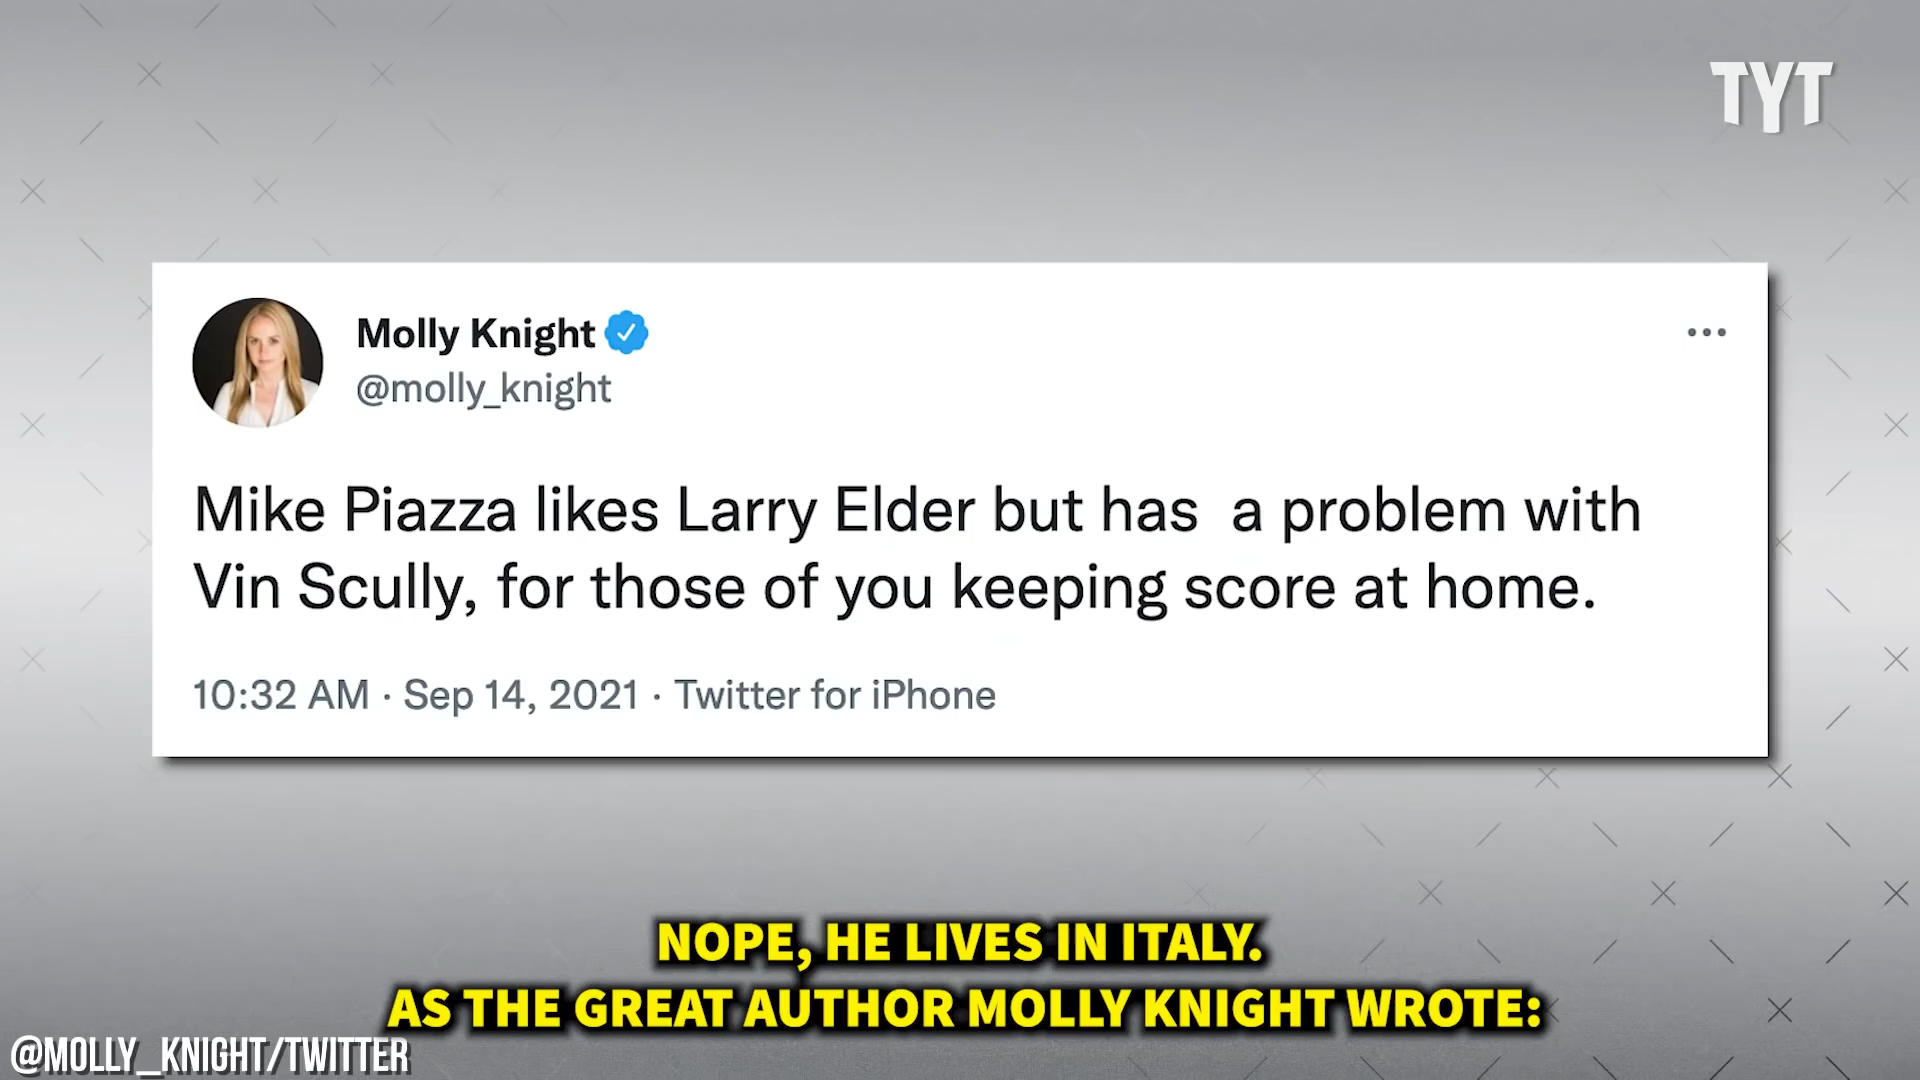 TYT
Molly Knight
@molly_knight
Mike Piazza likes Larry Elder but has  a problem with
Vin Scully, for those of you keeping score at home.
10:32 AM · Sep 14, 2021 · Twitter for iPhone
NOPE, HE LIVES IN ITALY.
AS THE GREAT AUTHOR MOLLY KNIGHT WROTE:
@MOLLY_KNIGHT/TWITTER